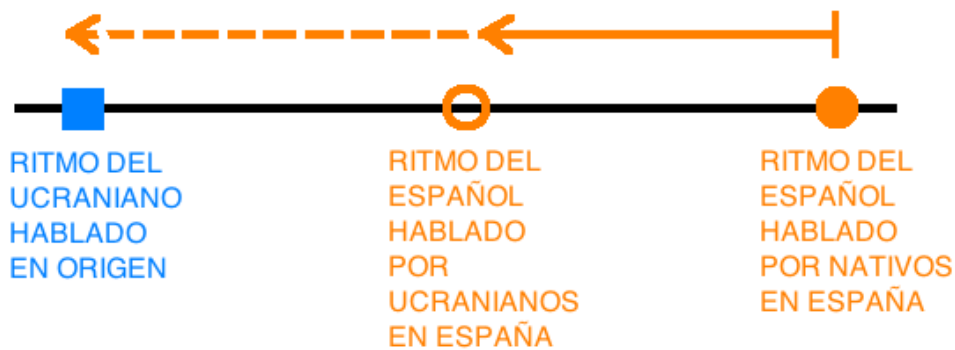 RITMO DEL
UCRANIANO
HABLADO
EN ORIGEN
RITMO DEL
ESPAÑOL
HABLADO
POR
UCRANIANOS
EN ESPAÑA
RITMO DEL
ESPAÑOL
HABLADO
POR NATIVOS
EN ESPAÑA